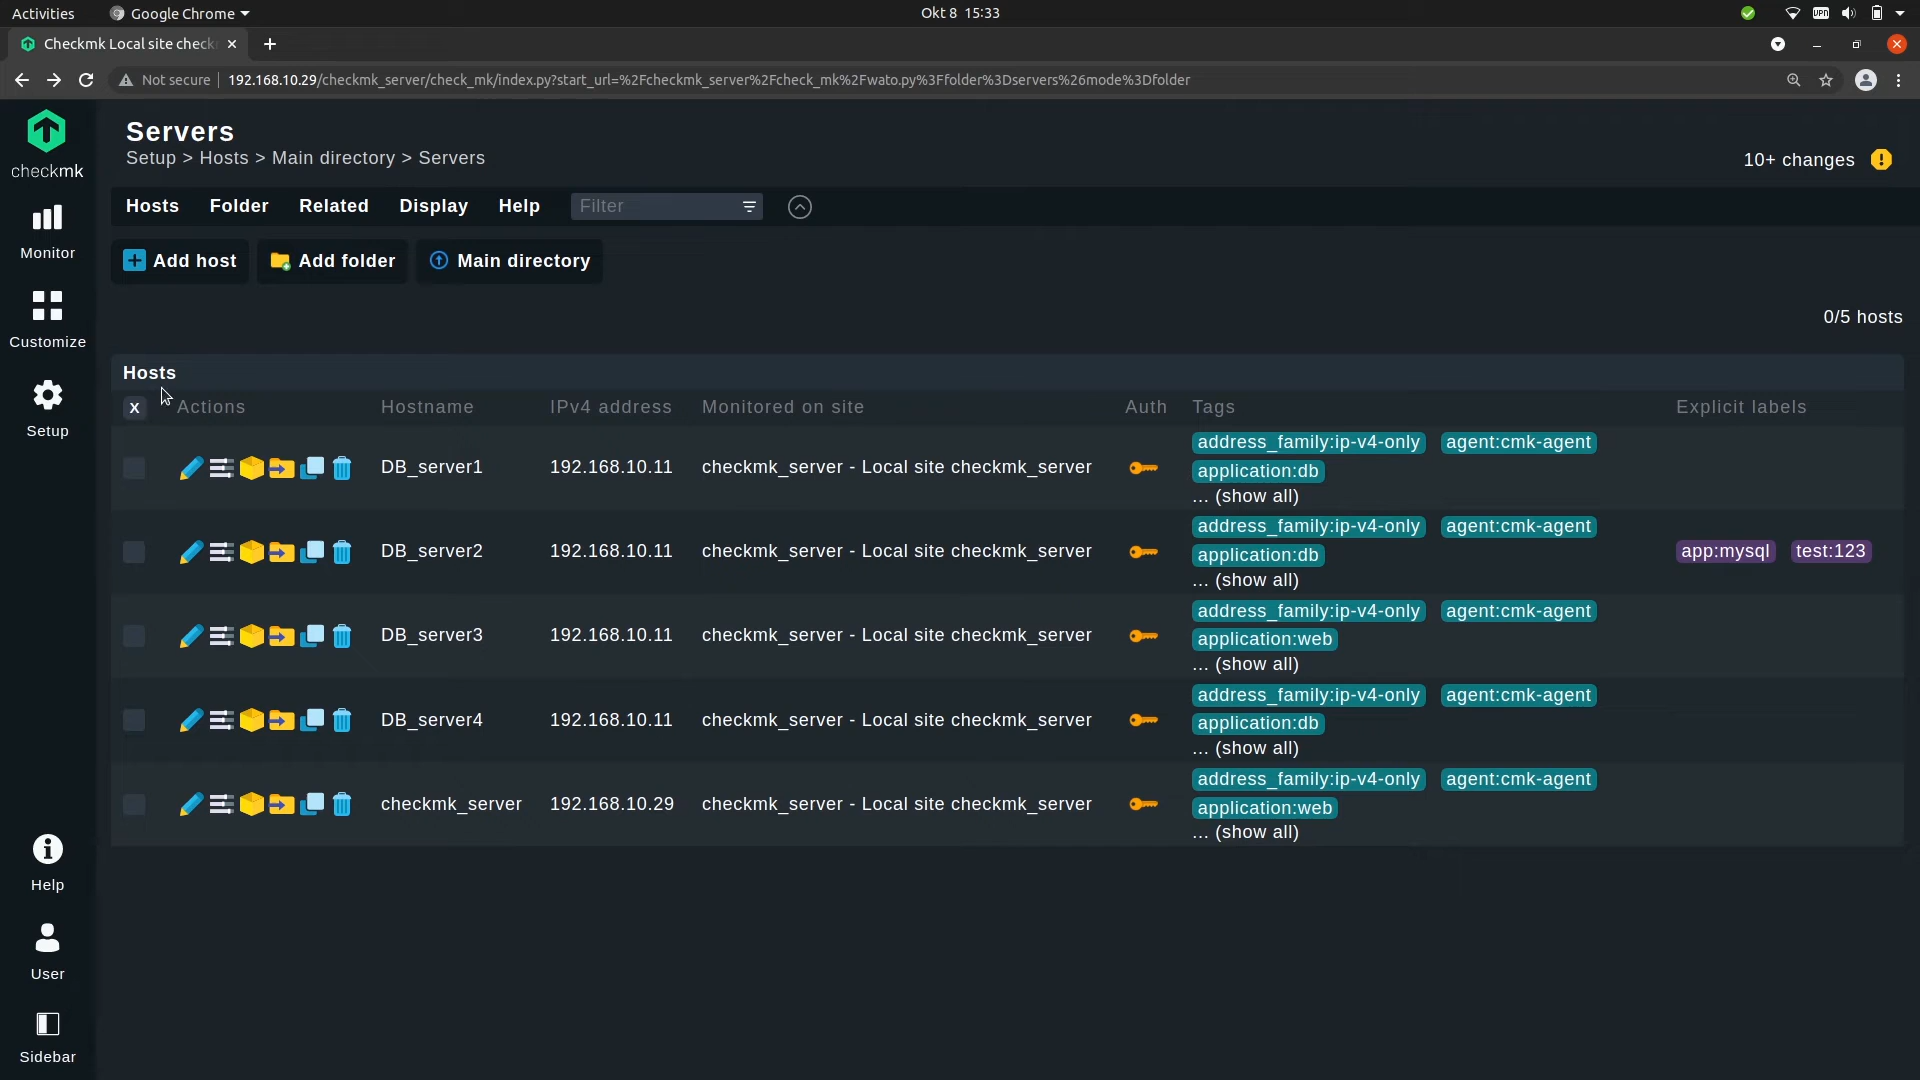 Activities Google Chrome Okt 8 15:33 VPN
Checkmk Local site check
Not secure 192.168.10.29/checkmk_server/check_mk/index.py?start_url=%2Fcheckmk_server%2Fcheck_mk%2Fwato.py%3Ffolder%3Dservers%26mode%3Dfolder
checkmk
Monitor
Customize
Setup
Help
User
Sidebar
Servers
Setup > Hosts > Main directory > Servers
10+ changes
Hosts Folder Related Display Help Filter
Add host Add folder Main directory
0/5 hosts
Hosts
X Actions Hostname IPv4 address Monitored on site Auth Tags Explicit labels
DB_server1 192.168.10.11 checkmk_server - Local site checkmk_server address_family:ip-v4-only agent:cmk-agent
application:db
... (show all)
DB_server2 192.168.10.11 checkmk_server - Local site checkmk_server address_family:ip-v4-only agent:cmk-agent app:mysql test:123
application:db
... (show all)
DB_server3 192.168.10.11 checkmk_server - Local site checkmk_server address_family:ip-v4-only agent:cmk-agent
application:web
... (show all)
DB_server4 192.168.10.11 checkmk_server - Local site checkmk_server address_family:ip-v4-only agent:cmk-agent
application:db
... (show all)
checkmk_server 192.168.10.29 checkmk_server - Local site checkmk_server address_family:ip-v4-only agent:cmk-agent
application:web
... (show all)